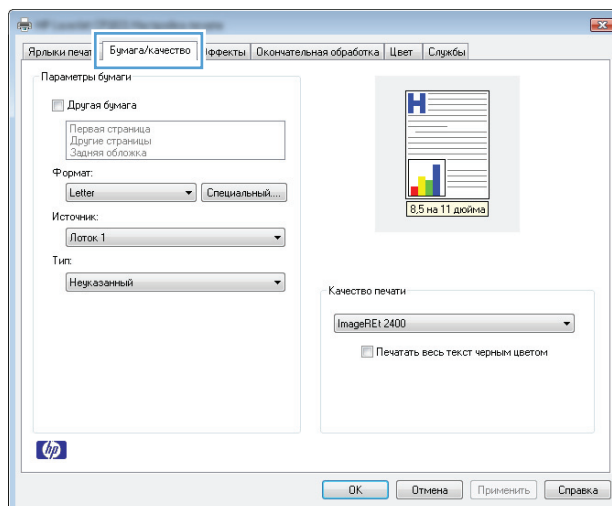 Ярлыки печат
Бумага/качество
ффекты
Окончательная обработка
Цвет
Службы
Параметры бумаги
Другая бумага
Первая страница
Другие страницы
Задняя обложка
Формат:
Letter
Специальный....
Источник:
Лоток 1
Тип:
Неуказанный
H
8,5 на 11 дюйма
Качество печати
ImageREt 2400
Печатать весь текст черным цветом
hp
OK
Отмена
Применить
Справка